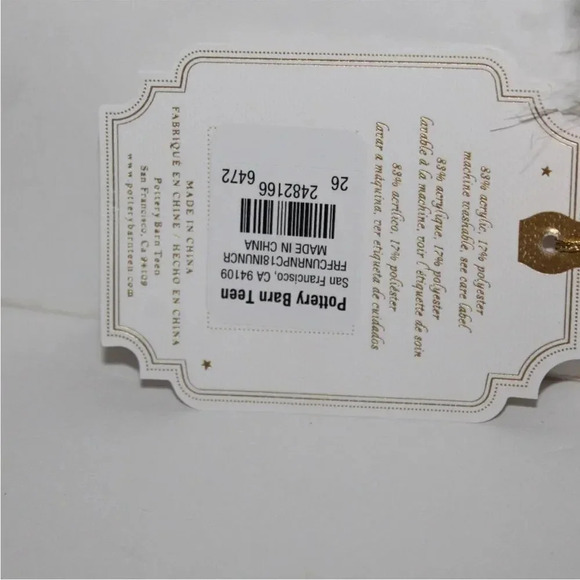 83% acrylic, 17% polyester
machine washable, see care label
83% acrylique, 17% polyester
lavable à la machine, voir l'étiquette de soin
83% acrílico, 17% poliéster
lavar a máquina, ver etiqueta de cuidados
Pottery Barn Teen
San Francisco, CA 94109
FRFCUNRNPC18INUNCR
MADE IN CHINA
2482166
26 6472
MADE IN CHINA
FABRIQUÉ EN CHINE / HECHO EN CHINA
Pottery Barn Teen
San Francisco, Ca 94109
www.potterybarnteen.com